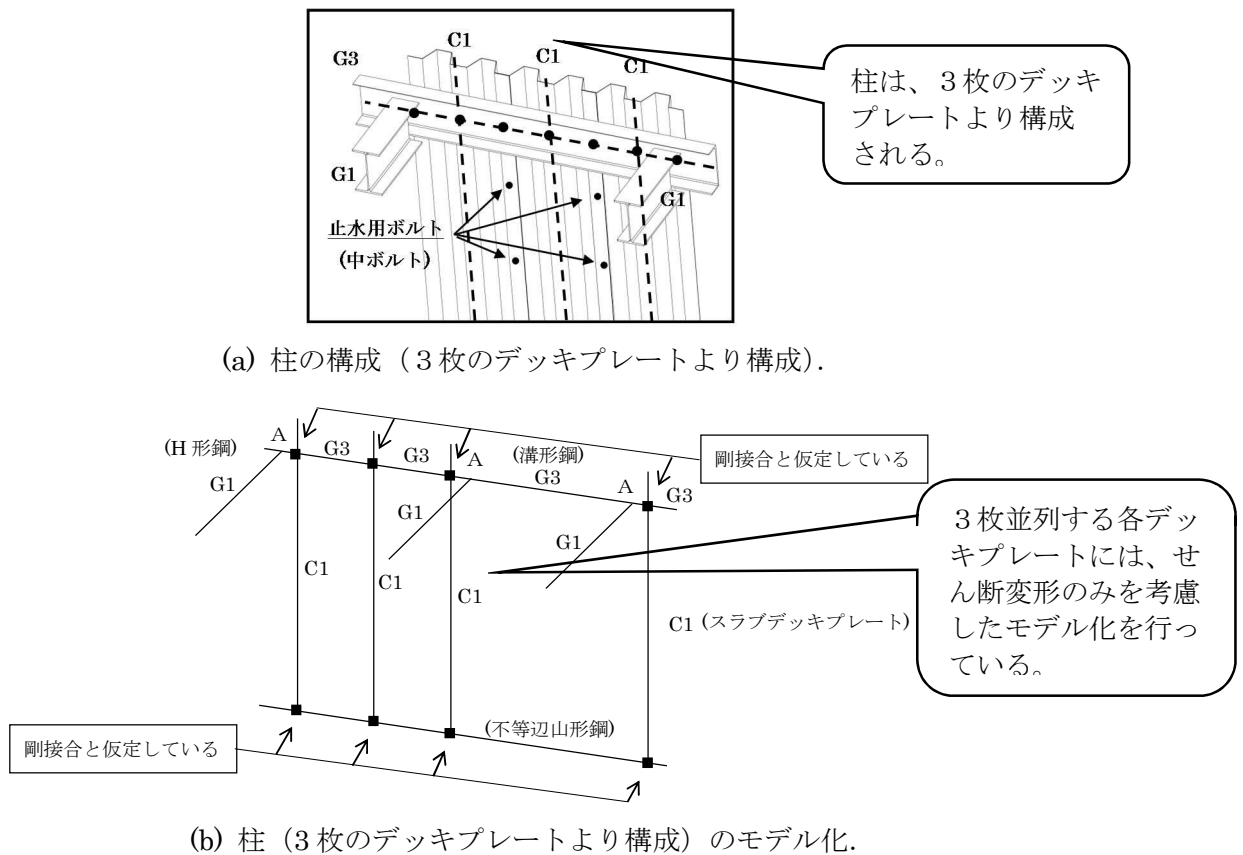 C1
G3
C1
C1
柱は、３枚のデッキ
プレートより構成
される。
G1
G1
止水用ボルト
(中ボルト)
(a) 柱の構成（３枚のデッキプレートより構成）.
(H 形鋼)
A
G3
G3
A
(溝形鋼)
G3
A
G3
剛接合と仮定している
G1
G1
G1
C1
C1
C1
C1 (スラブデッキプレート)
３枚並列する各デッ
キプレートには、せ
ん断変形のみを考慮
したモデル化を行っ
ている。
(不等辺山形鋼)
剛接合と仮定している
(b) 柱（3 枚のデッキプレートより構成）のモデル化.